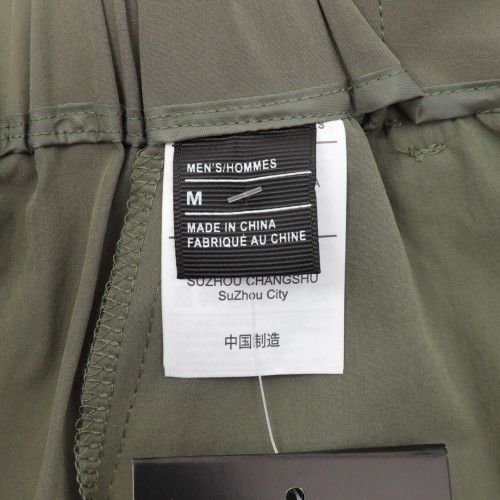 MEN'S/HOMMES
M
MADE IN CHINA
FABRIQUÉ AU CHINE
SUZHOU CHANGSHU
SuZhou City
中国制造